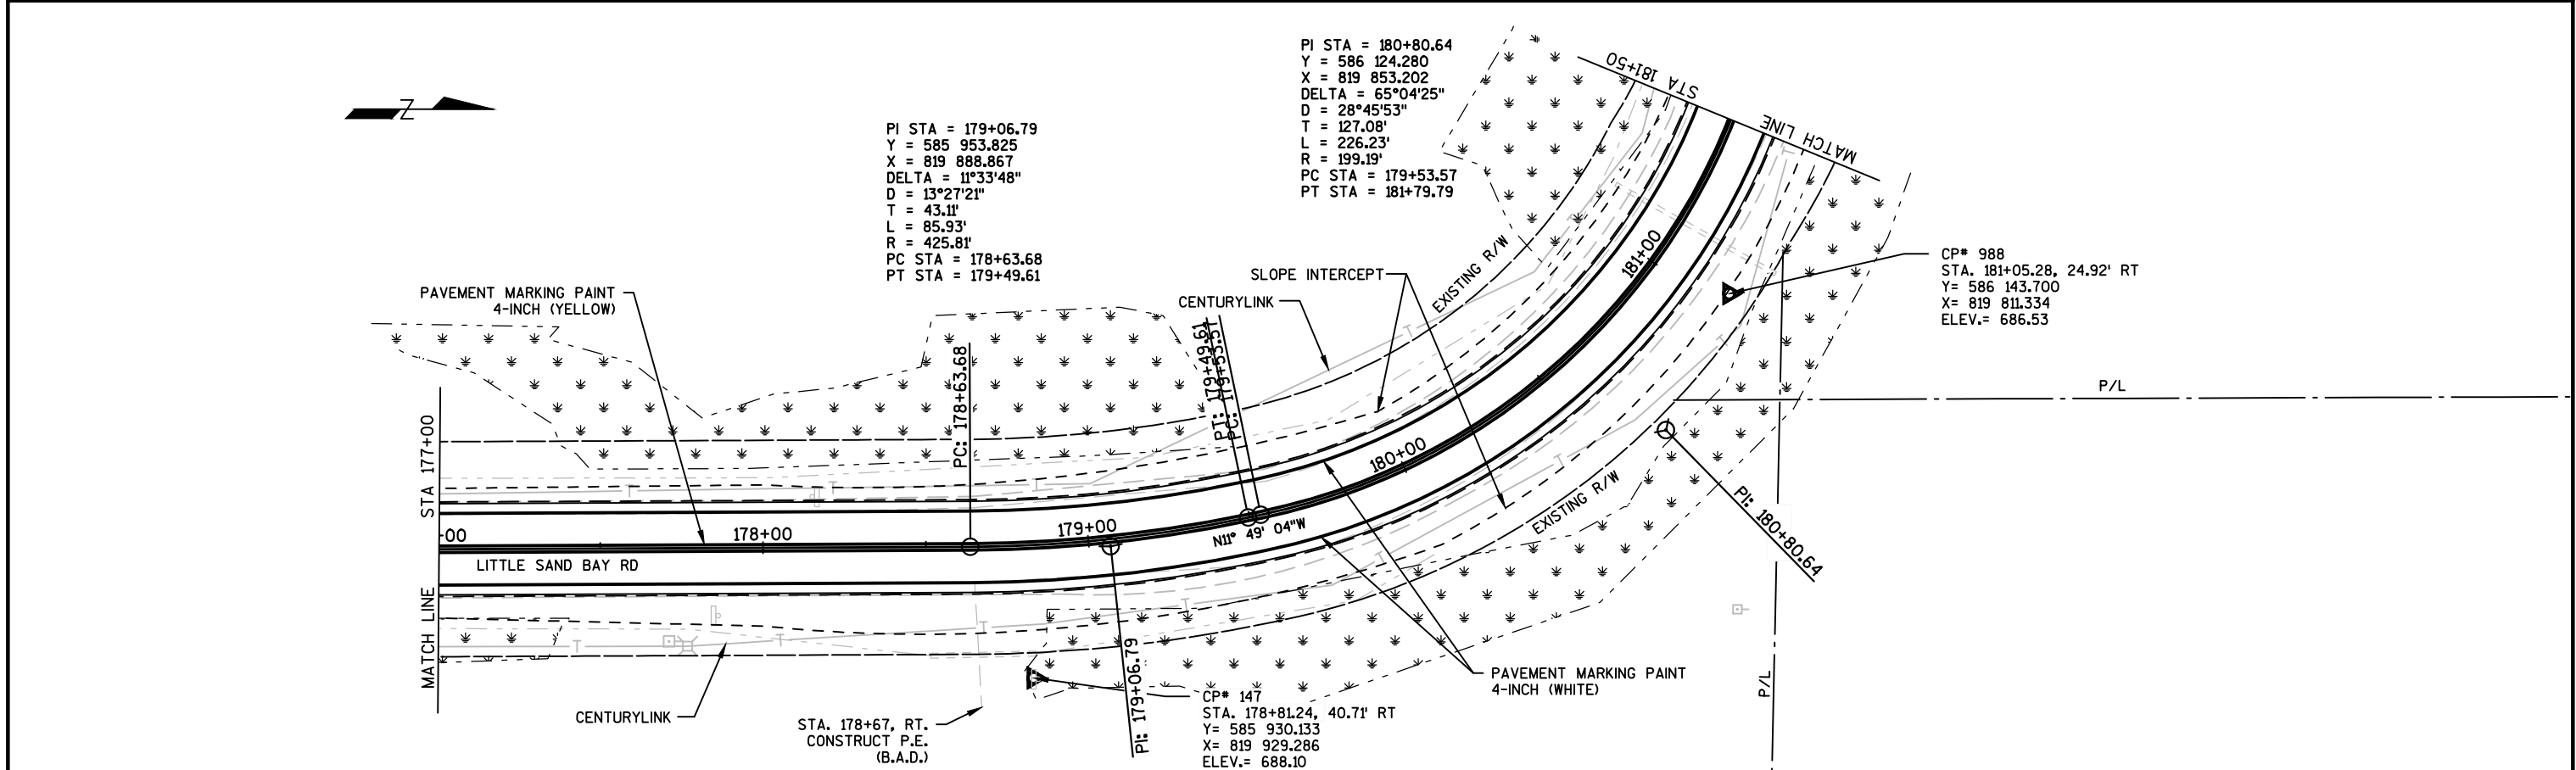 Z
PI STA = 179+06.79
Y = 585 953.825
X = 819 888.867
DELTA = 11°33'48"
D = 13°27'21"
T = 43.11'
L = 85.93'
R = 425.81'
PC STA = 178+63.68
PT STA = 179+49.61
PI STA = 180+80.64
Y = 586 124.280
X = 819 853.202
DELTA = 65°04'25"
D = 28°45'53"
T = 127.08'
L = 226.23'
R = 199.19'
PC STA = 179+53.57
PT STA = 181+79.79
STA 181+50
MATCH LINE
PAVEMENT MARKING PAINT
4-INCH (YELLOW)
SLOPE INTERCEPT
CENTURYLINK
EXISTING R/W
181+00
CP# 988
STA. 181+05.28, 24.92' RT
Y= 586 143.700
X= 819 811.334
ELEV.= 686.53
P/L
PC: 178+63.68
PT: 179+49.61
PC: 179+53.57
STA 177+00
MATCH LINE
+00
178+00
179+00
180+00
N11° 49' 04"W
LITTLE SAND BAY RD
EXISTING R/W
PI: 180+80.64
PI: 179+06.79
T
T
T
T
T
T
T
T
T
T
T
T
T
CENTURYLINK
STA. 178+67, RT.
CONSTRUCT P.E.
(B.A.D.)
CP# 147
STA. 178+81.24, 40.71' RT
Y= 585 930.133
X= 819 929.286
ELEV.= 688.10
PAVEMENT MARKING PAINT
4-INCH (WHITE)
P/L